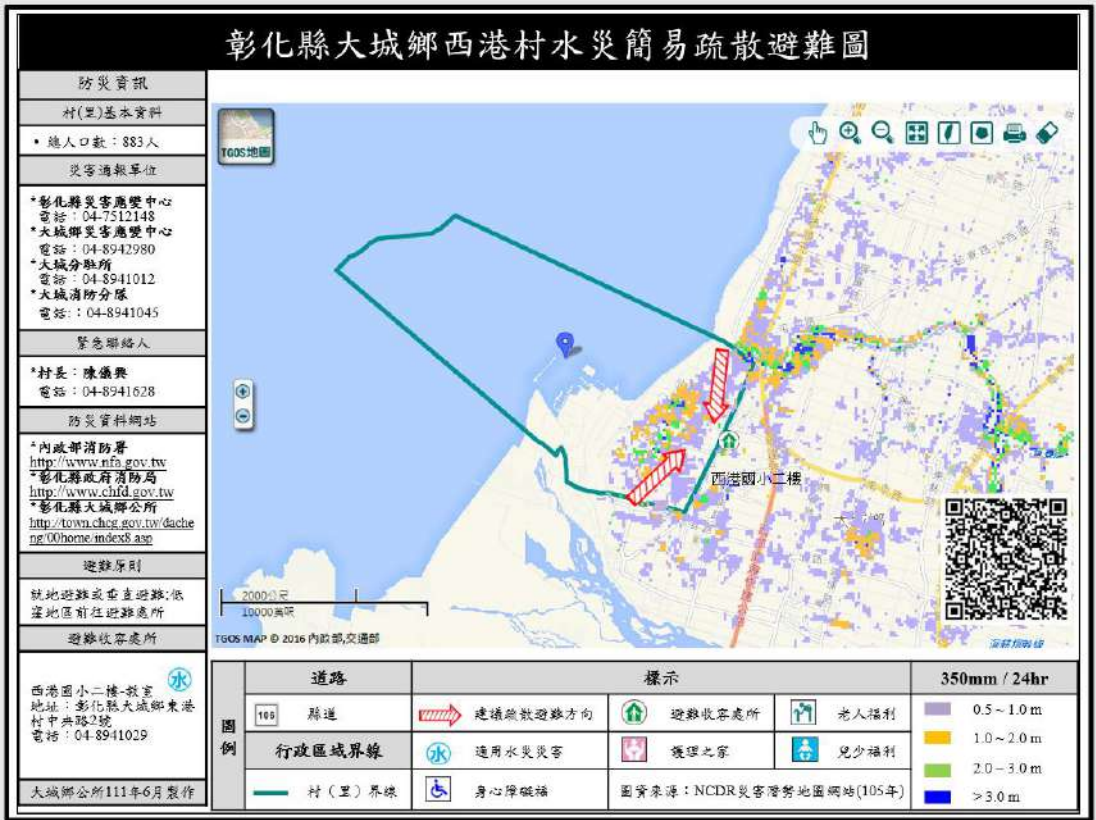 彰化縣大城鄉西港村水災簡易疏散避難圖
防災資訊
村(里)基本資料
• 總人口數：883人
災害通報單位
*彰化縣災害應變中心
電話：04-7512148
*大城鄉災害應變中心
電話：04-8942980
*大城分駐所
電話：04-8941012
*大城消防分隊
電話:：04-8941045
緊急聯絡人
*村長：陳儀興
電話：04-8941628
防災資料網站
*內政部消防署
http://www.nfa.gov.tw
*彰化縣政府消防局
http://www.chfd.gov.tw
*彰化縣大城鄉公所
http://town.chcg.gov.tw/dache
ng/00home/index8.asp
避難原則
就地避難或垂直避難;低
窪地區前往避難處所
避難收容處所
水
西港國小二樓-教室
地址：彰化縣大城鄉東港
村中央路2號
電話：04-8941029
大城鄉公所111年6月製作
TGOS地圖
西港國小二樓
2000公尺
10000英呎
TGOS MAP © 2016 內政部,交通部
圖例
道路
標示
350mm / 24hr
106
縣道
建議疏散避難方向
避難收容處所
老人福利
0.5~1.0 m
行政區域界線
水
適用水災災害
護理之家
兒少福利
1.0~2.0 m
村（里）界線
身心障礙福
圖資來源：NCDR災害潛勢地圖網站(105年)
2.0~3.0 m
>3.0 m